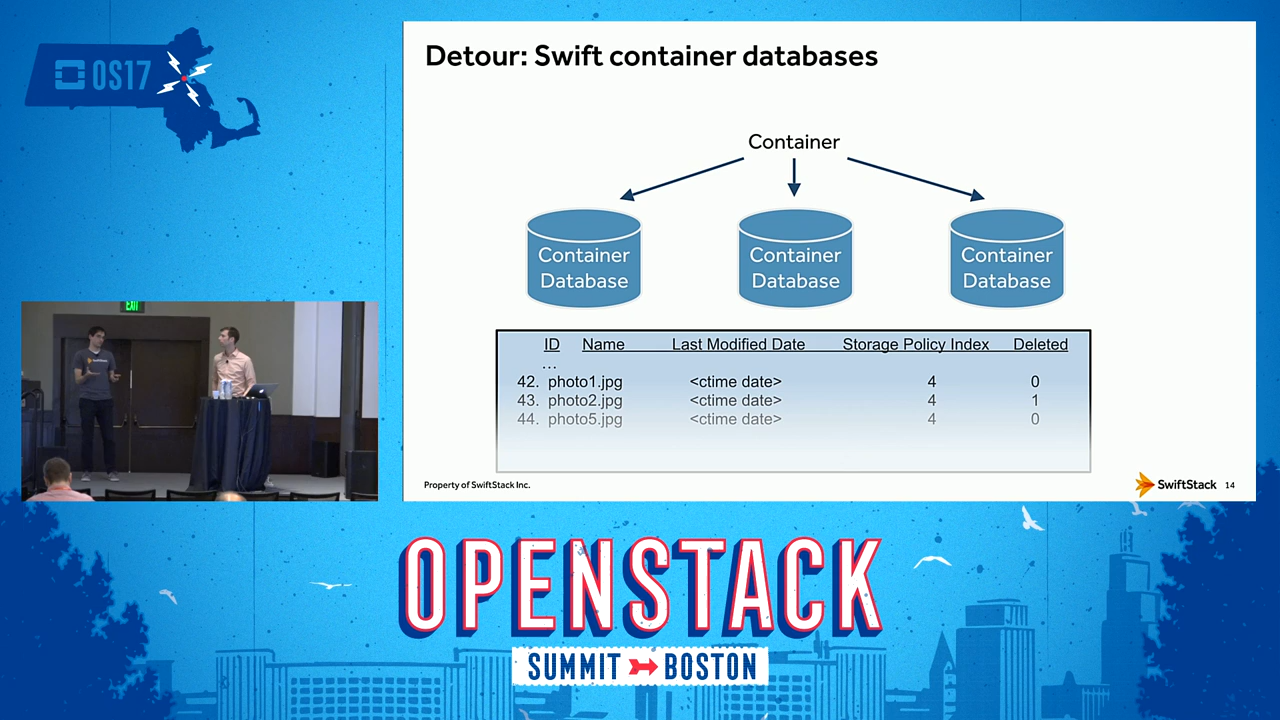 OS17
Detour: Swift container databases
Container
Container
Database
Container
Database
Container
Database
ID Name Last Modified Date Storage Policy Index Deleted
...
42. photo1.jpg <ctime date> 4 0
43. photo2.jpg <ctime date> 4 1
44. photo5.jpg <ctime date> 4 0
Property of SwiftStack Inc.
SwiftStack 14
EXIT
SwiftStack
OPENSTACK
SUMMIT BOSTON